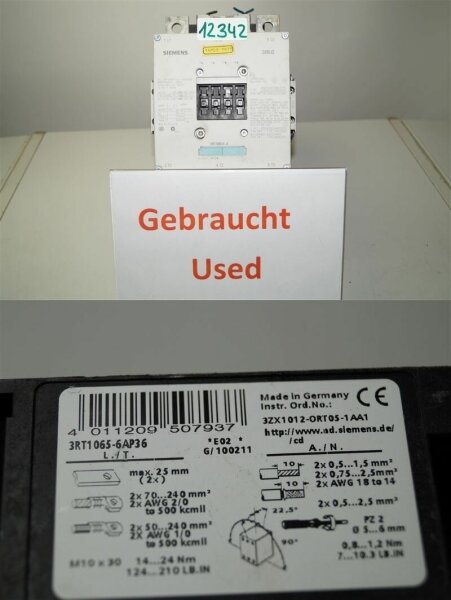 12342
SIEMENS
Gebraucht
Used
4 011209 507937
3RT1065-6AP36
*E02 *
G/100211
Made in Germany
Instr. Ord.No.:
3ZX1012-0RT05-1AA1
http://www.ad.siemens.de/
/cd
L./T.
A./N.
max. 25 mm
(2x)
2x 70...240 mm²
2x AWG 2/0
to 500 kcmil
2x 50...240 mm²
2x AWG 1/0
to 500 kcmil
M10 x 30
14...24 Nm
124...210 LB.IN
10
2x 0,5...1,5 mm²
2x 0,75...2,5mm²
10
2x AWG 18 to 14
2x 0,5...2,5 mm²
22,5°
90°
PZ 2
Ø 5...6mm
0,8...1,2 Nm
7...10.3 LB.IN